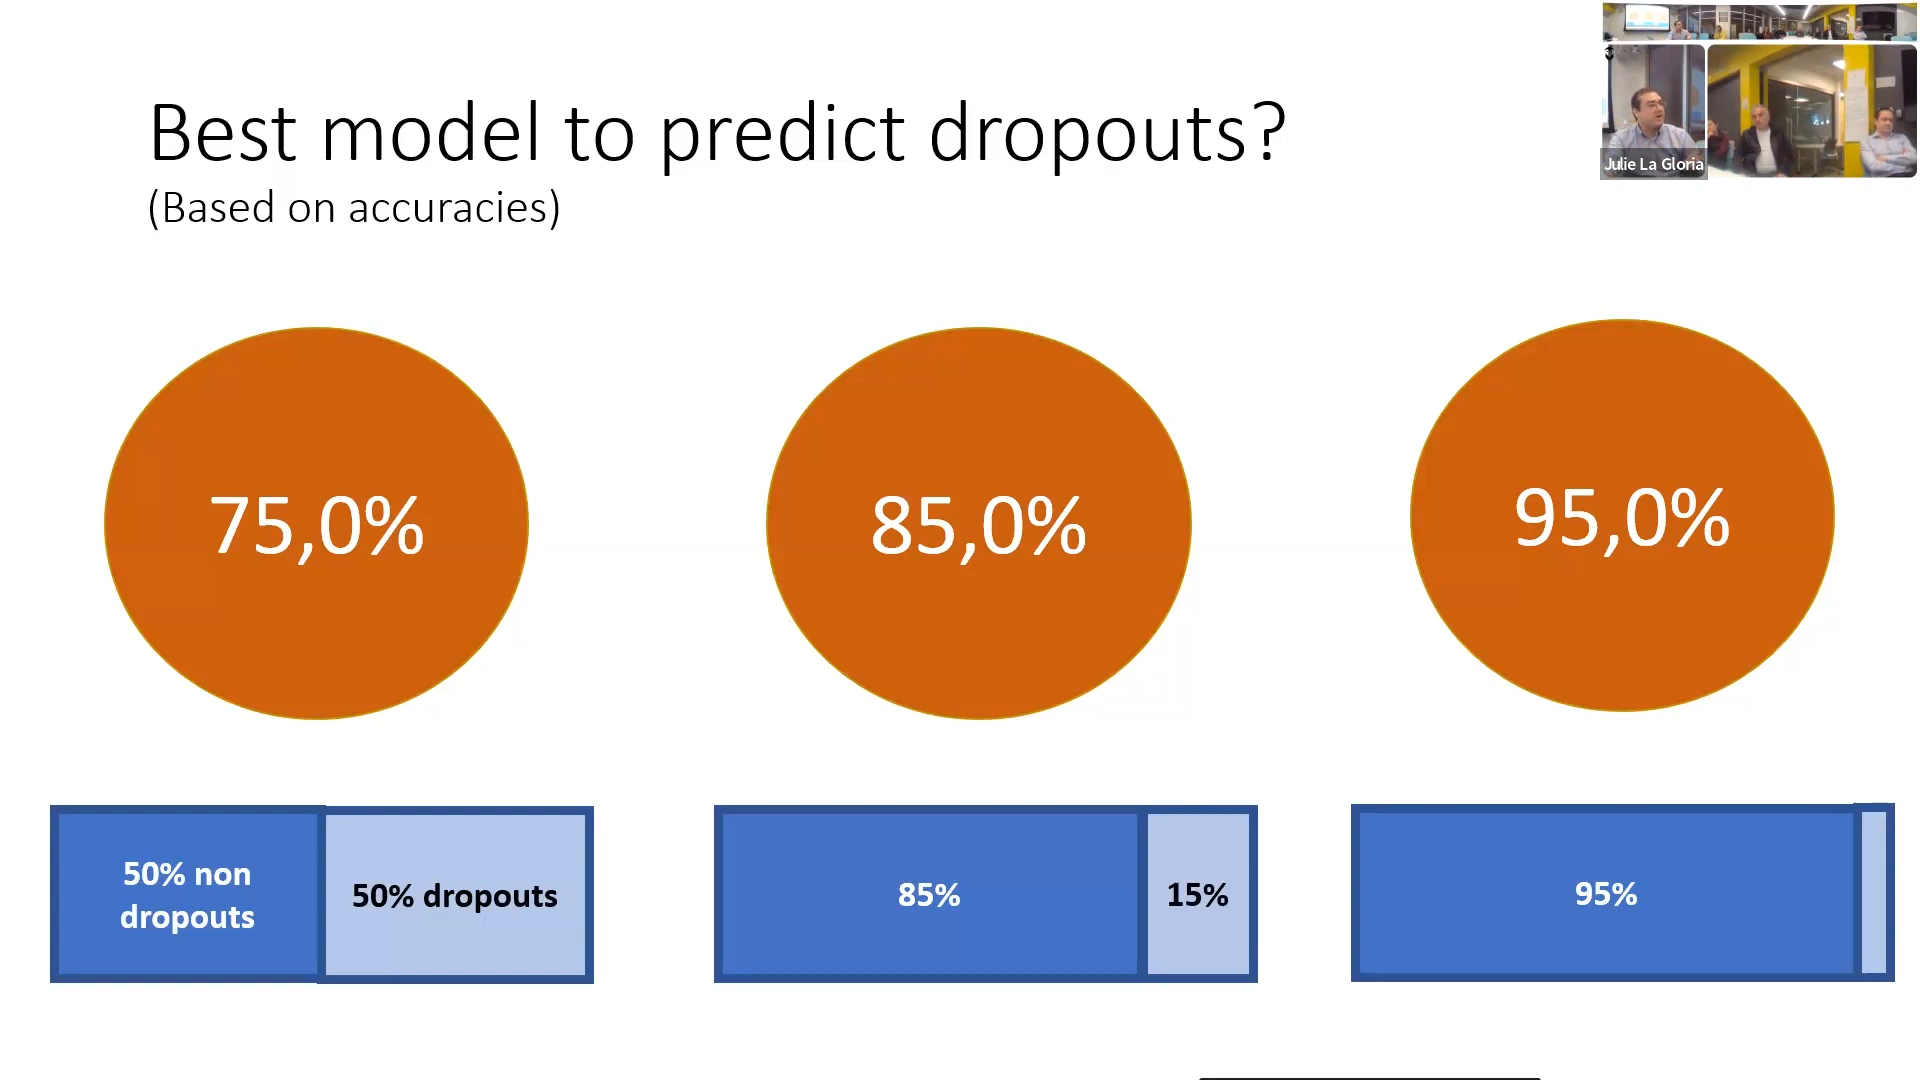 Best model to predict dropouts?
(Based on accuracies)
Julie La Gloria
75,0%
85,0%
95,0%
50% non
dropouts
50% dropouts
85%
15%
95%